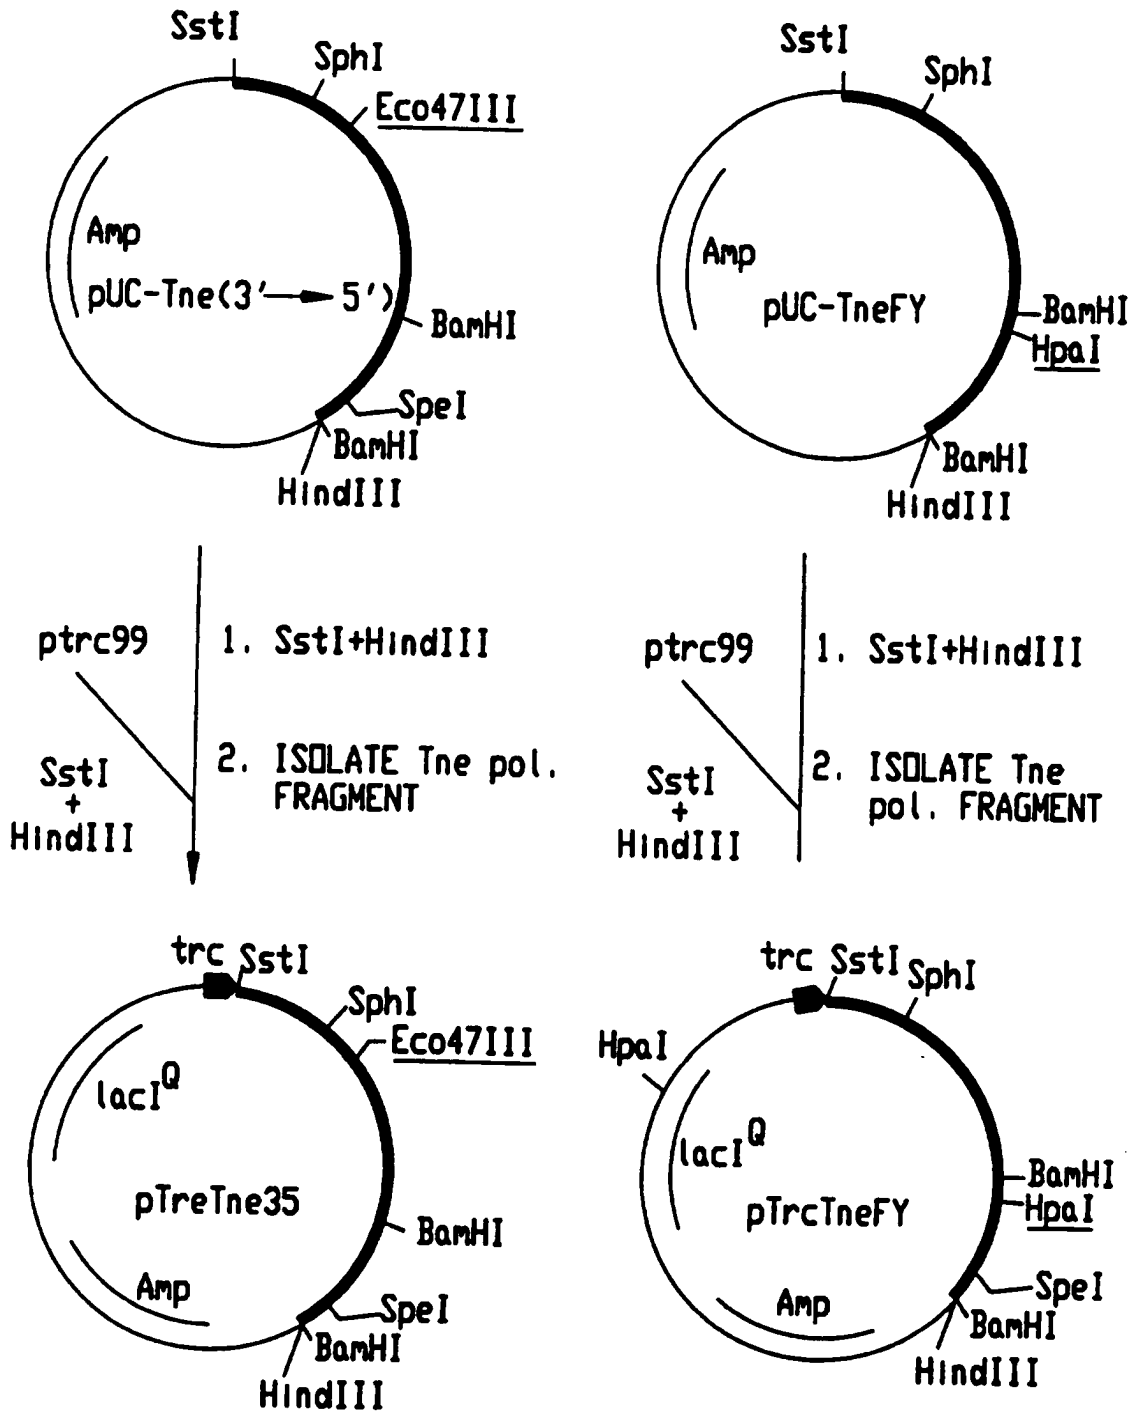 SstI
SphI
Eco47III
Amp
pUC-Tne(3' → 5')
BamHI
SpeI
BamHI
HindIII
SstI
SphI
Amp
pUC-TneFY
BamHI
HpaI
BamHI
HindIII
ptrc99
SstI
+
HindIII
1. SstI+HindIII
2. ISOLATE Tne pol.
FRAGMENT
ptrc99
SstI
+
HindIII
1. SstI+HindIII
2. ISOLATE Tne
pol. FRAGMENT
trc SstI
SphI
Eco47III
lacI^Q
pTreTne35
Amp
BamHI
SpeI
BamHI
HindIII
trc SstI
SphI
HpaI
lacI^Q
pTrcTneFY
Amp
BamHI
HpaI
SpeI
BamHI
HindIII